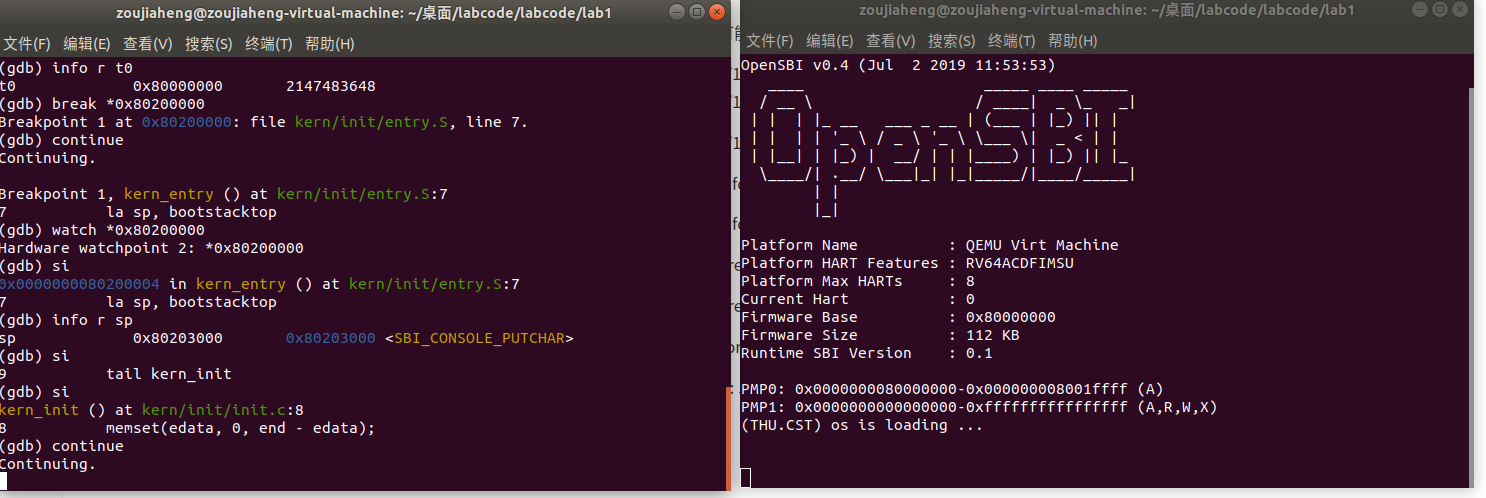 zoujiaheng@zoujiaheng-virtual-machine: ~/桌面/labcode/labcode/lab1
文件(F) 编辑(E) 查看(V) 搜索(S) 终端(T) 帮助(H)
(gdb) info r t0
t0 0x80000000 2147483648
(gdb) break *0x80200000
Breakpoint 1 at 0x80200000: file kern/init/entry.S, line 7.
(gdb) continue
Continuing.
Breakpoint 1, kern_entry () at kern/init/entry.S:7
7 la sp, bootstacktop
(gdb) watch *0x80200000
Hardware watchpoint 2: *0x80200000
(gdb) si
0x0000000080200004 in kern_entry () at kern/init/entry.S:7
7 la sp, bootstacktop
(gdb) info r sp
sp 0x80203000 0x80203000 <SBI_CONSOLE_PUTCHAR>
(gdb) si
9 tail kern_init
(gdb) si
kern_init () at kern/init/init.c:8
8 memset(edata, 0, end - edata);
(gdb) continue
Continuing.
zoujiaheng@zoujiaheng-virtual-machine: ~/桌面/labcode/labcode/lab1
文件(F) 编辑(E) 查看(V) 搜索(S) 终端(T) 帮助(H)
OpenSBI v0.4 (Jul 2 2019 11:53:53)
OpenSBI
Platform Name : QEMU Virt Machine
Platform HART Features : RV64ACDFIMSU
Platform Max HARTs : 8
Current Hart : 0
Firmware Base : 0x80000000
Firmware Size : 112 KB
Runtime SBI Version : 0.1
PMP0: 0x0000000080000000-0x000000008001ffff (A)
PMP1: 0x0000000000000000-0xffffffffffffffff (A,R,W,X)
(THU.CST) os is loading ...